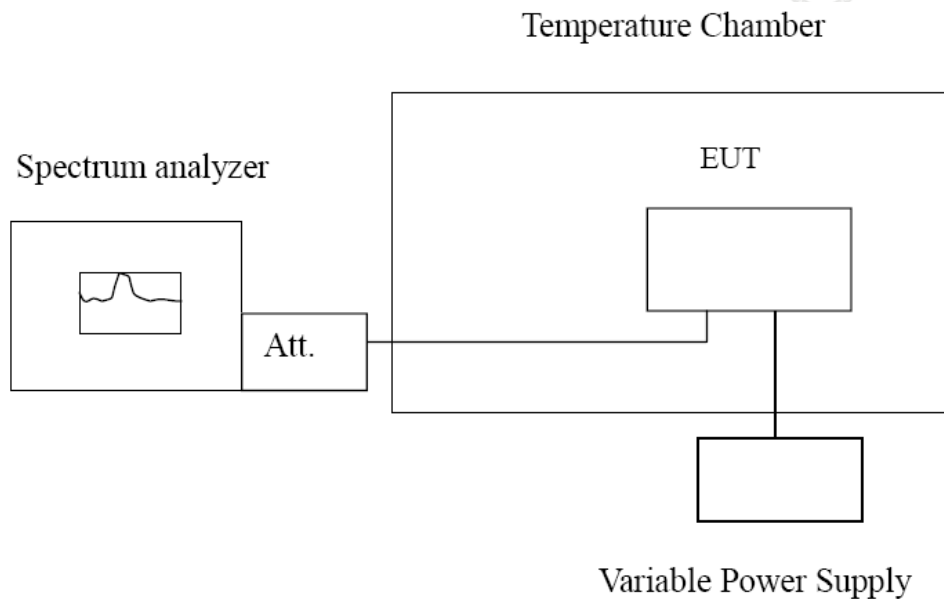 Temperature Chamber
Spectrum analyzer
EUT
Att.
Variable Power Supply